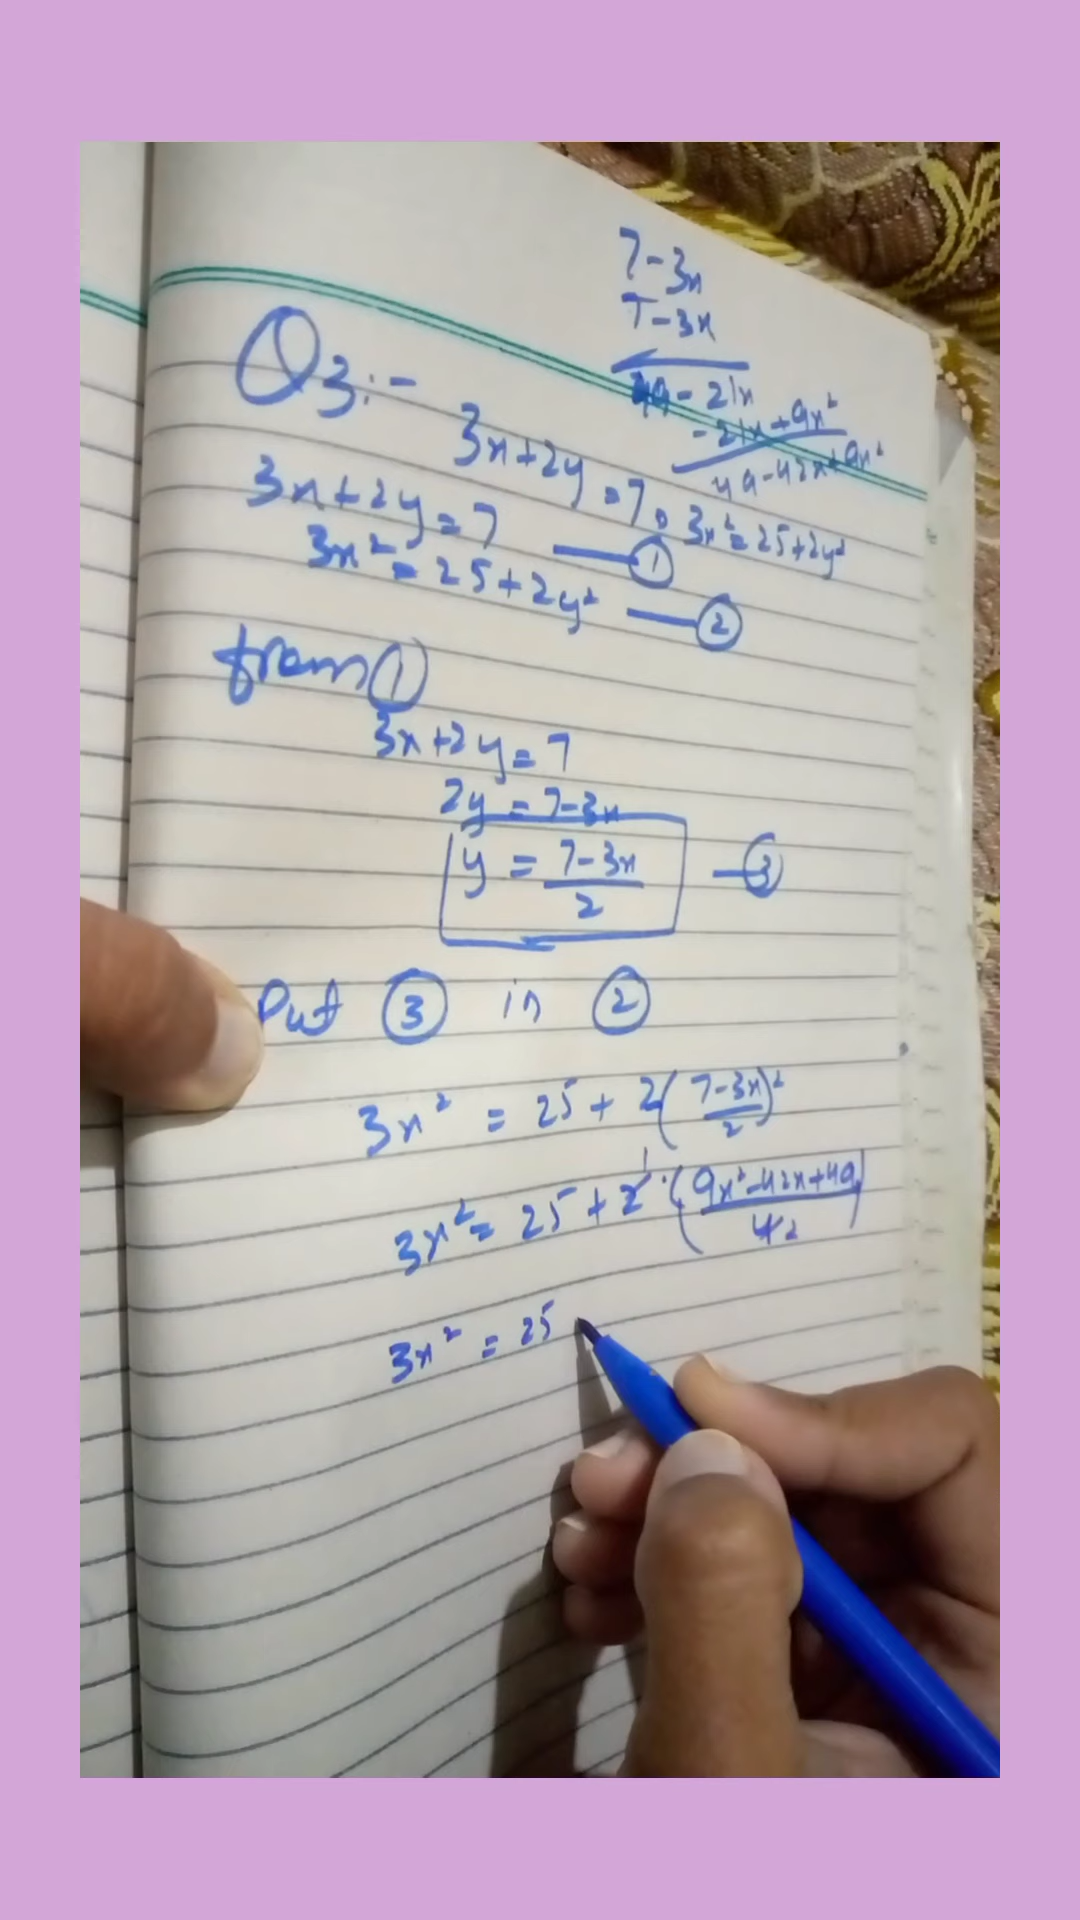 7-3x
7-3x
49-21x
-21x+9x²
49-42x+9x²
Q3:-
3x+2y=7, 3x²=25+2y²
3x+2y=7 —①
3x²=25+2y² —②
from ①
3x+2y=7
2y=7-3x
y = 7-3x/2 —③
Put ③ in ②
3x² = 25+2(7-3x/2)²
3x²=25+2¹.(9x²-42x+49/4 2)
3x² = 25